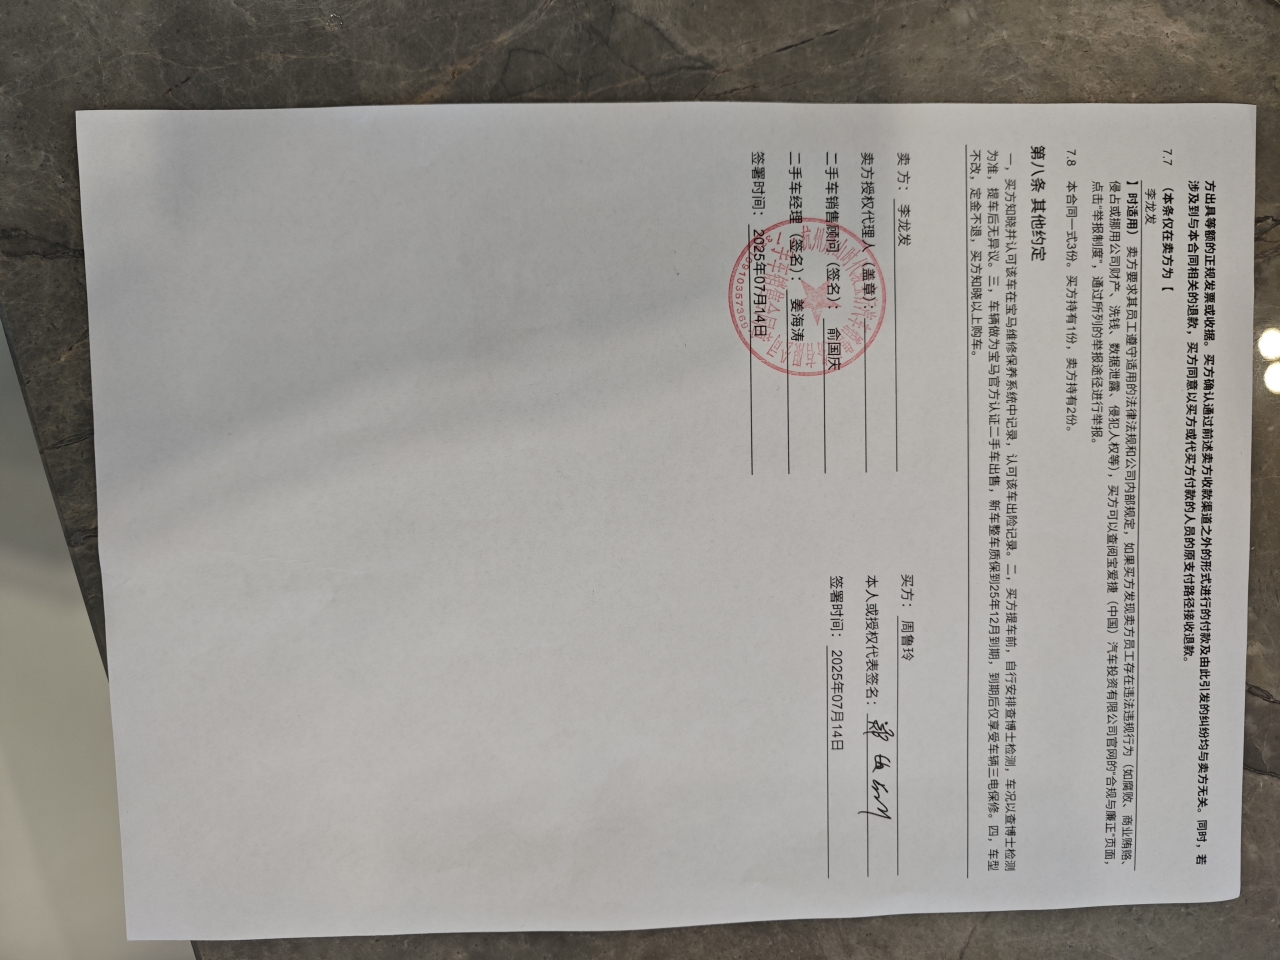 方出具等额的正规发票或收据。买方确认通过前述卖方收款渠道之外的形式进行的付款及由此引发的纠纷均与卖方无关。同时，若
涉及到与本合同相关的退款，买方同意以买方或代买方付款的人员的原支付路径接收退款。
7.7 （本条仅在卖方为【
李龙发
】时适用） 卖方要求其员工遵守适用的法律法规和公司内部规定，如果买方发现卖方员工存在违法违规行为（如腐败、商业贿赂、
侵占或挪用公司财产、洗钱、数据泄露、侵犯人权等），买方可以查阅宝爱捷（中国）汽车投资有限公司官网的“合规与廉正”页面，
点击“举报制度”，通过所列的举报途径进行举报。
7.8 本合同一式3份。买方持有1份，卖方持有2份。
第八条 其他约定
一，买方知晓并认可该车在宝马维修保养系统中记录，认可该车出险记录。二，买方提车前，自行安排查博士检测，车况以查博士检测
为准，提车后无异议。三，车辆做为宝马官方认证二手车出售，新车整车质保到25年12月到期，到期后仅享受车辆三电保修。四，车型
不改，定金不退，买方知晓以上购车。
卖 方： 李龙发
卖方授权代理人（盖章）：
二手车销售顾问（签名）： 俞国庆
二手车经理（签名）： 姜海涛
签署时间： 2025年07月14日
买方： 周鲁玲
本人或授权代表签名：
签署时间： 2025年07月14日